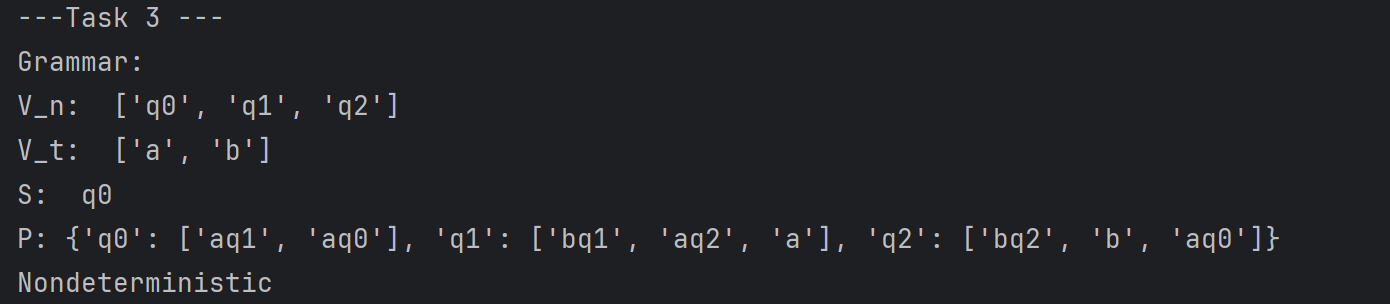 ---Task 3 ---
Grammar:
V_n:  ['q0', 'q1', 'q2']
V_t:  ['a', 'b']
S:  q0
P: {'q0': ['aq1', 'aq0'], 'q1': ['bq1', 'aq2', 'a'], 'q2': ['bq2', 'b', 'aq0']}
Nondeterministic